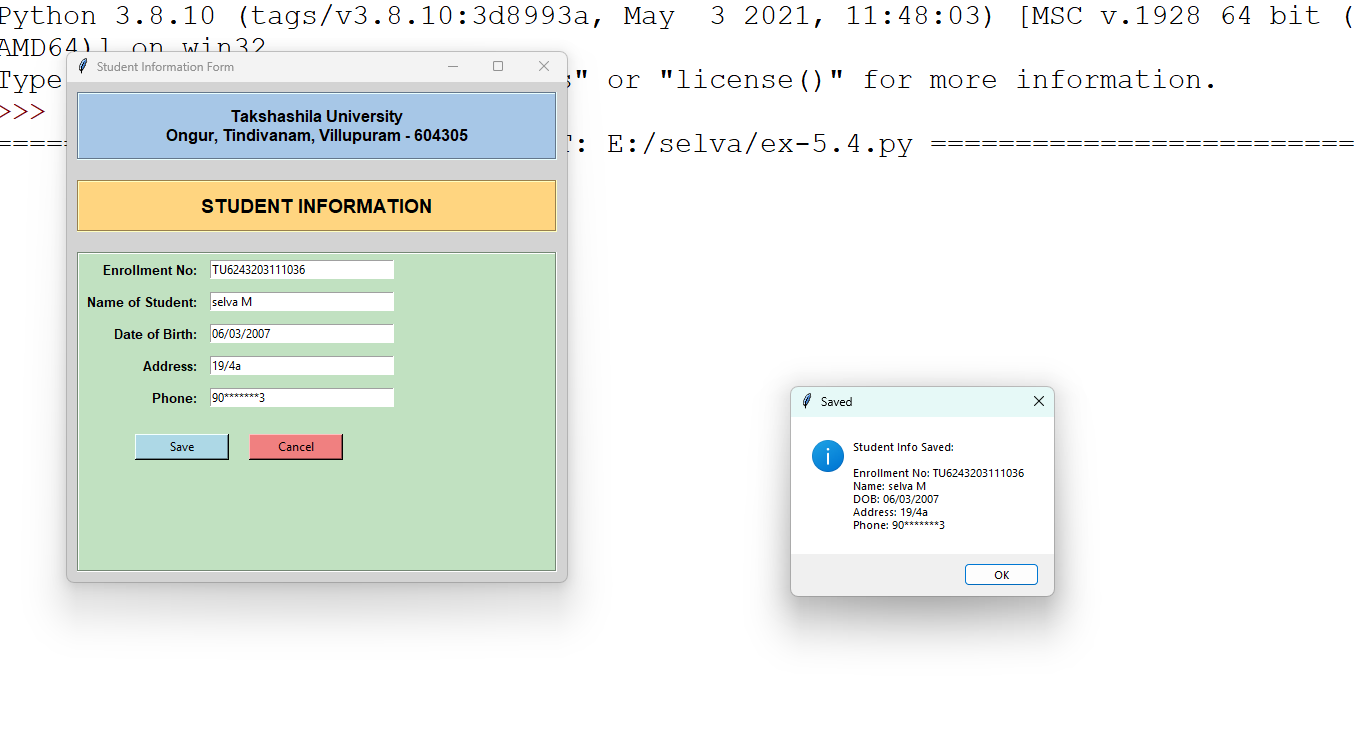 Python 3.8.10 (tags/v3.8.10:3d8993a, May  3 2021, 11:48:03) [MSC v.1928 64 bit (
AMD64)] on win32
Type s" or "license()" for more information.
>>>
==== T: E:/selva/ex-5.4.py =========================
Student Information Form
Takshashila University
Ongur, Tindivanam, Villupuram - 604305
STUDENT INFORMATION
Enrollment No: TU6243203111036
Name of Student: selva M
Date of Birth: 06/03/2007
Address: 19/4a
Phone: 90*******3
Save Cancel
Saved
Student Info Saved:
Enrollment No: TU6243203111036
Name: selva M
DOB: 06/03/2007
Address: 19/4a
Phone: 90*******3
OK